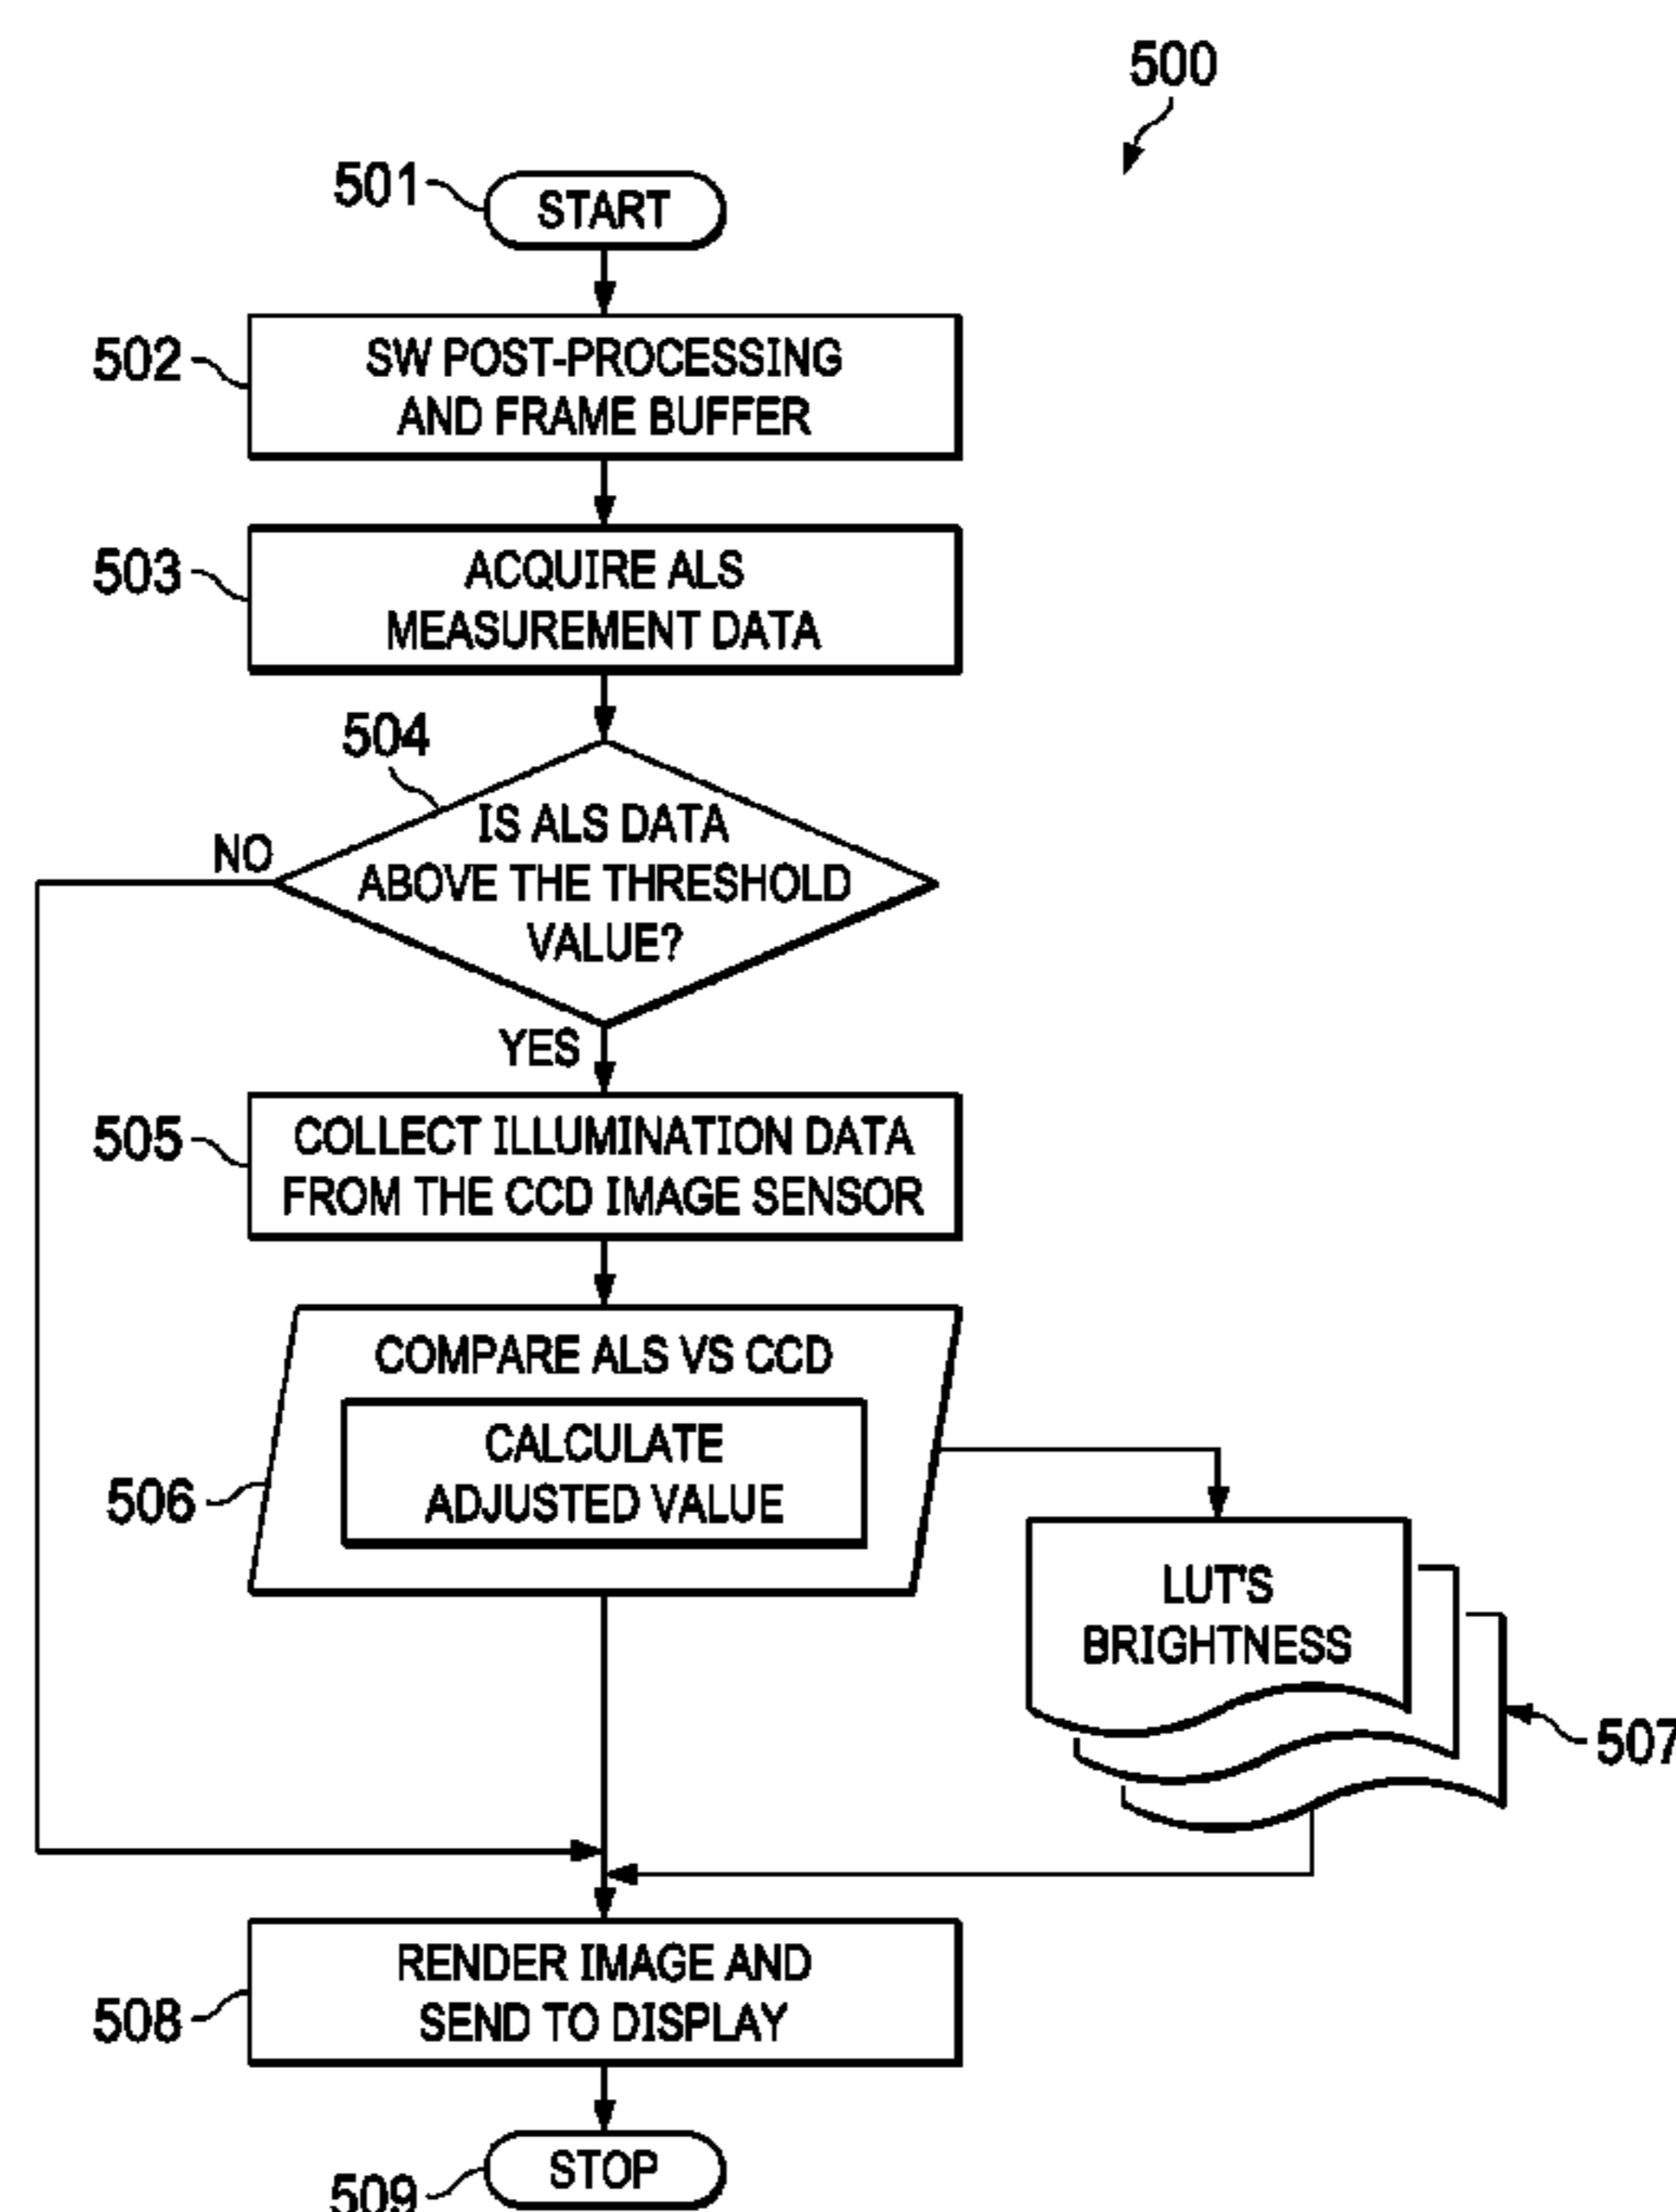 500
501
START
502
SW POST-PROCESSING
AND FRAME BUFFER
503
ACQUIRE ALS
MEASUREMENT DATA
504
IS ALS DATA
ABOVE THE THRESHOLD
VALUE?
NO
YES
505
COLLECT ILLUMINATION DATA
FROM THE CCD IMAGE SENSOR
506
COMPARE ALS VS CCD
CALCULATE
ADJUSTED VALUE
LUT'S
BRIGHTNESS
507
508
RENDER IMAGE AND
SEND TO DISPLAY
509
STOP